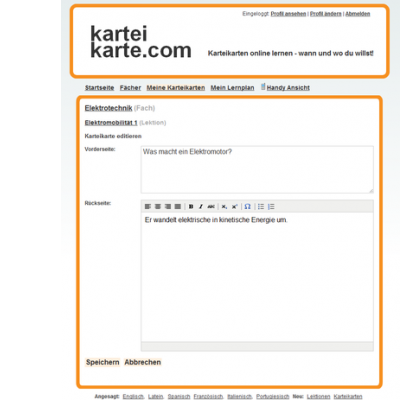 Eingeloggt: Profil ansehen / Profil ändern / Abmelden
kartei
karte.com
Karteikarten online lernen - wann und wo du willst!
Startseite Fächer Meine Karteikarten Mein Lernplan Handy Ansicht
Elektrotechnik (Fach)
Elektromobilität 1 (Lektion)
Karteikarte editieren
Vorderseite:
Was macht ein Elektromotor?
Rückseite:
B I ABC x₂ x² Ω
Er wandelt elektrische in kinetische Energie um.
Speichern Abbrechen
Angesagt: Englisch, Latein, Spanisch Französisch, Italienisch, Portugiesisch Neu: Lektionen Karteikarten